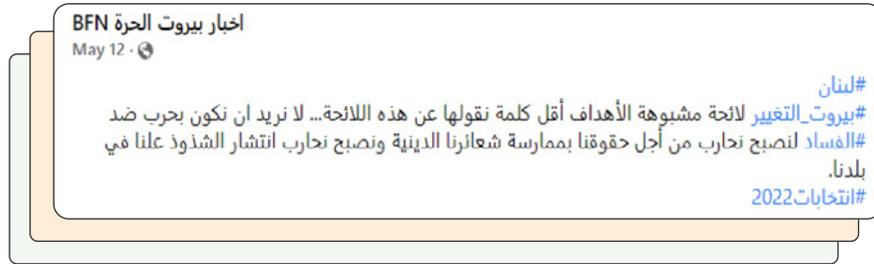 اخبار بيروت الحرة BFN
May 12 ·
#لبنان
#بيروت_التغيير لائحة مشبوهة الأهداف أقل كلمة نقولها عن هذه اللائحة... لا نريد ان نكون بحرب ضد
#الفساد لنصبح نحارب من أجل حقوقنا بممارسة شعائرنا الدينية ونصبح نحارب انتشار الشذوذ علنا في
بلدنا.
#انتخابات2022